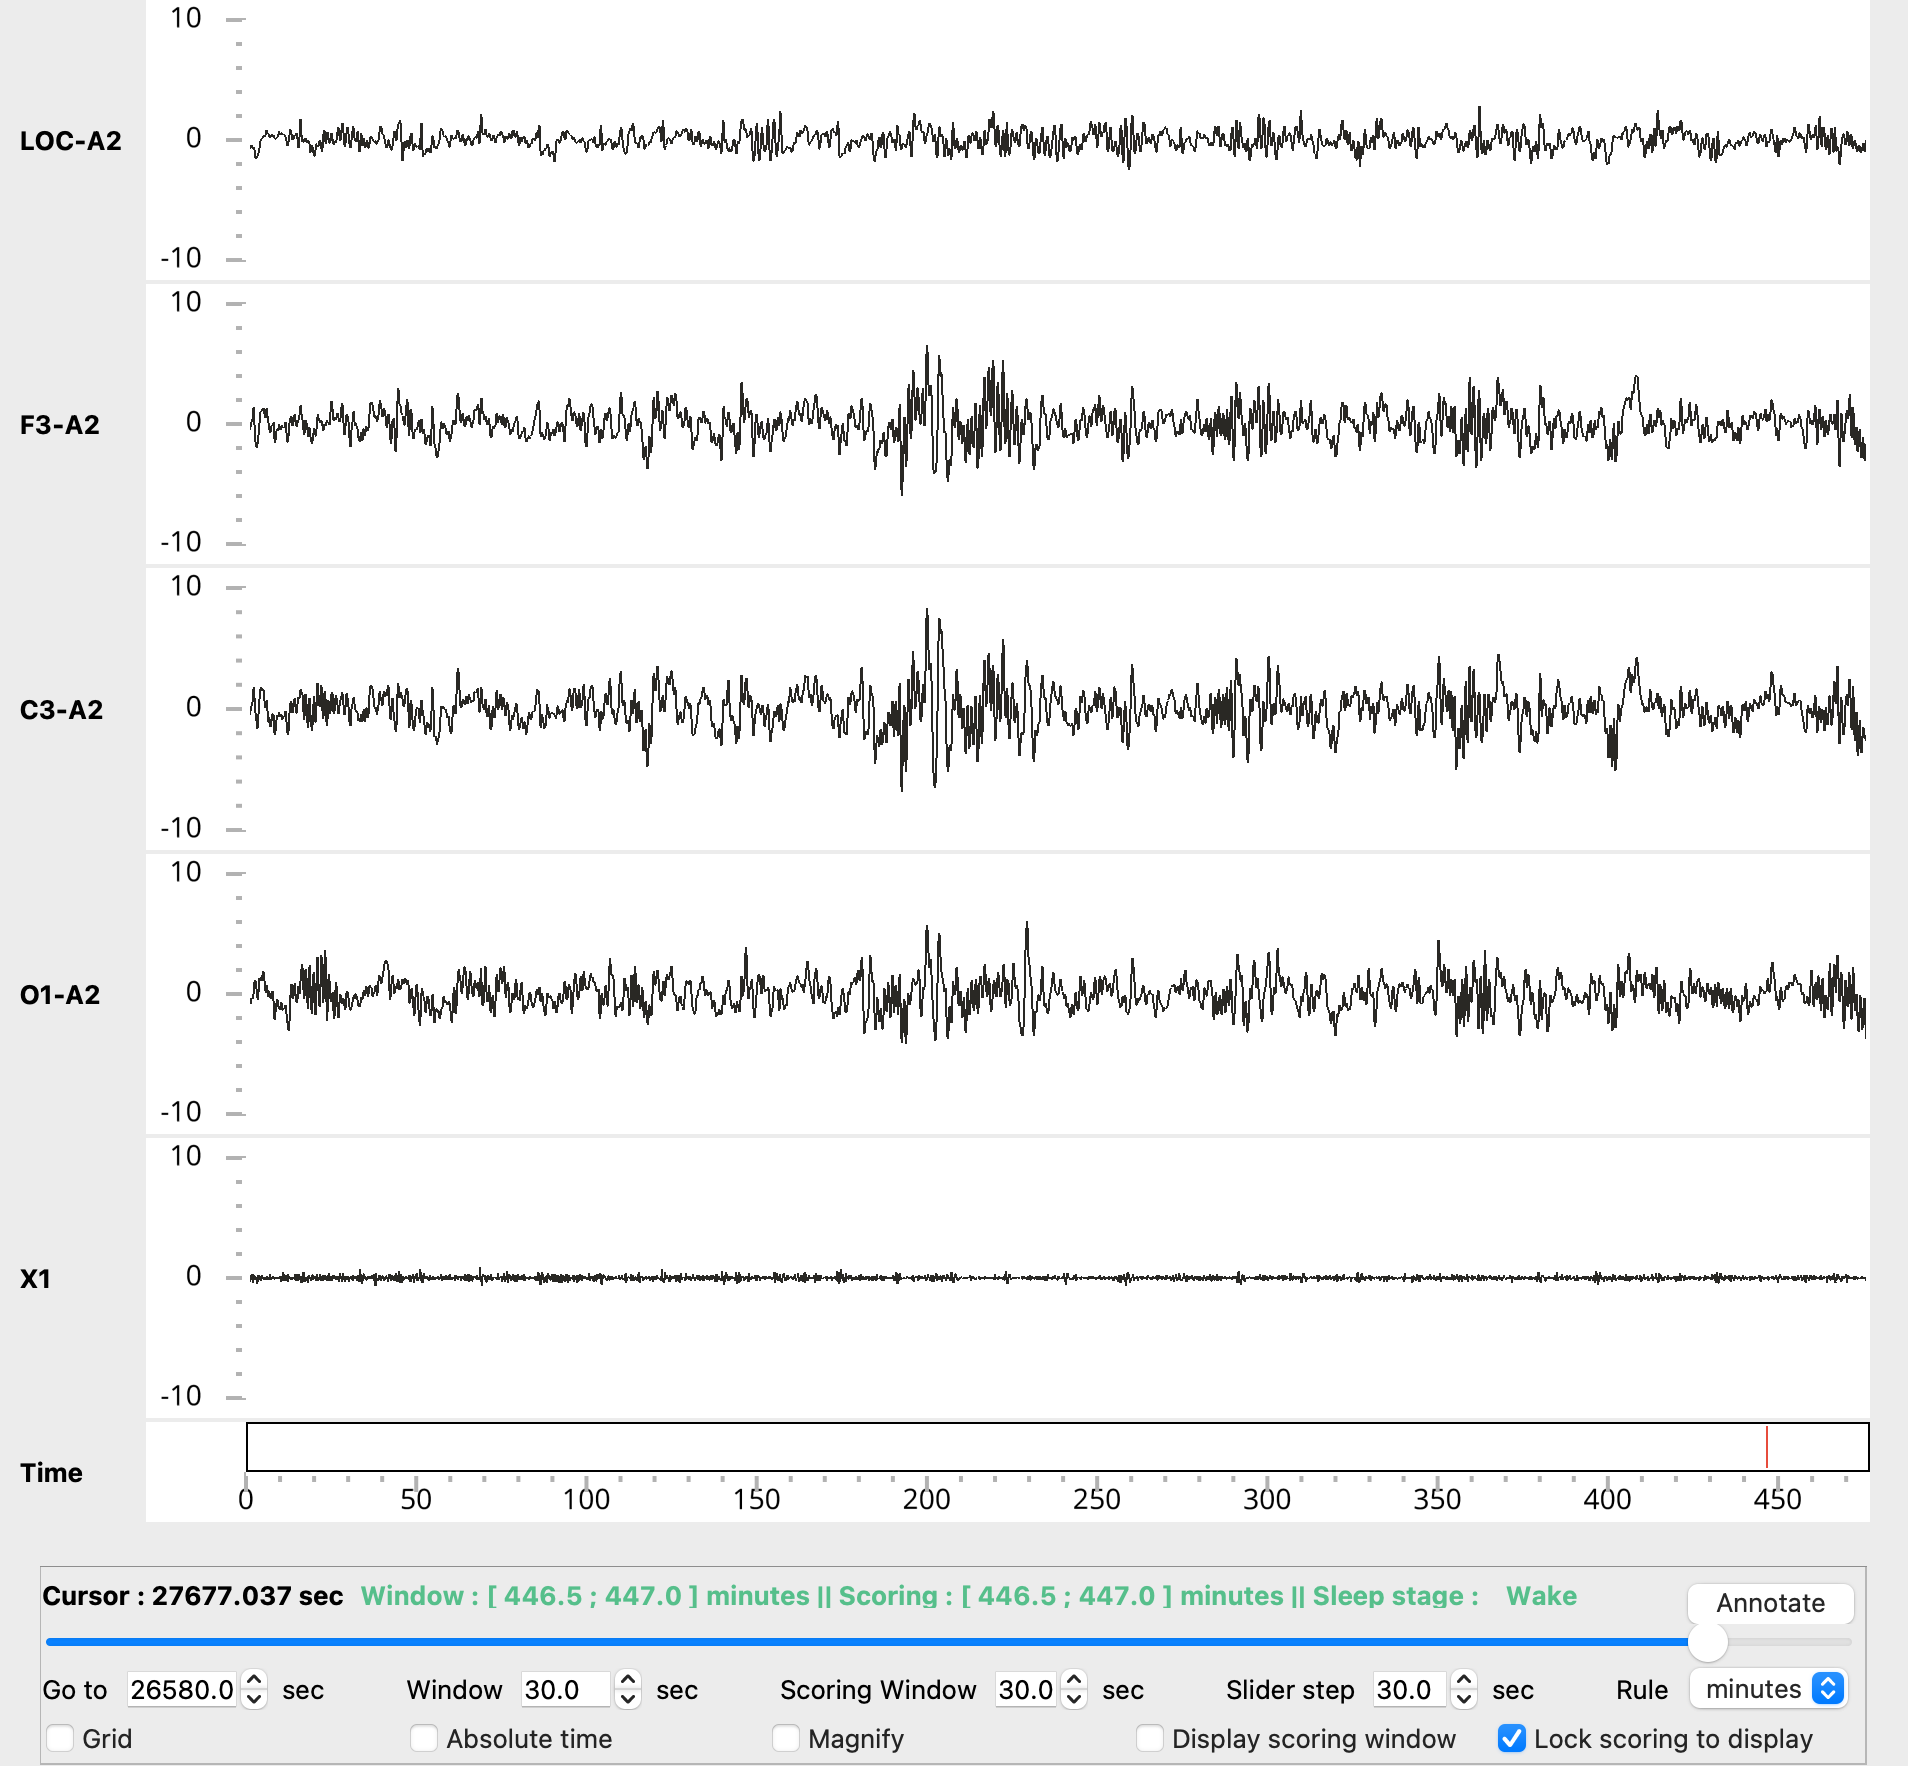 10
LOC-A2 0
-10
10
F3-A2 0
-10
10
C3-A2 0
-10
10
O1-A2 0
-10
10
X1 0
-10
Time
0 50 100 150 200 250 300 350 400 450
Cursor : 27677.037 sec Window : [ 446.5 ; 447.0 ] minutes || Scoring : [ 446.5 ; 447.0 ] minutes || Sleep stage : Wake Annotate
Go to 26580.0 sec Window 30.0 sec Scoring Window 30.0 sec Slider step 30.0 sec Rule minutes
Grid Absolute time Magnify Display scoring window Lock scoring to display